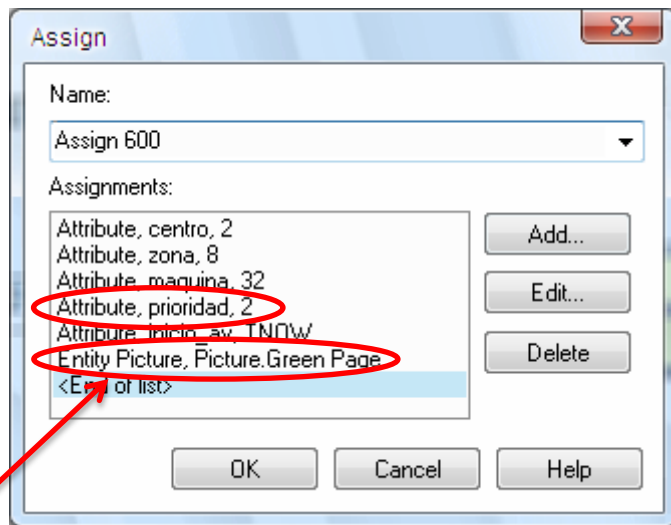 Assign
Name:
Assign 600
Assignments:
Attribute, centro, 2
Attribute, zona, 8
Attribute, maquina, 32
Attribute, prioridad, 2
Attribute, inicio_av, TNOW
Entity Picture, Picture.Green Page
<End of list>
Add...
Edit...
Delete
OK
Cancel
Help